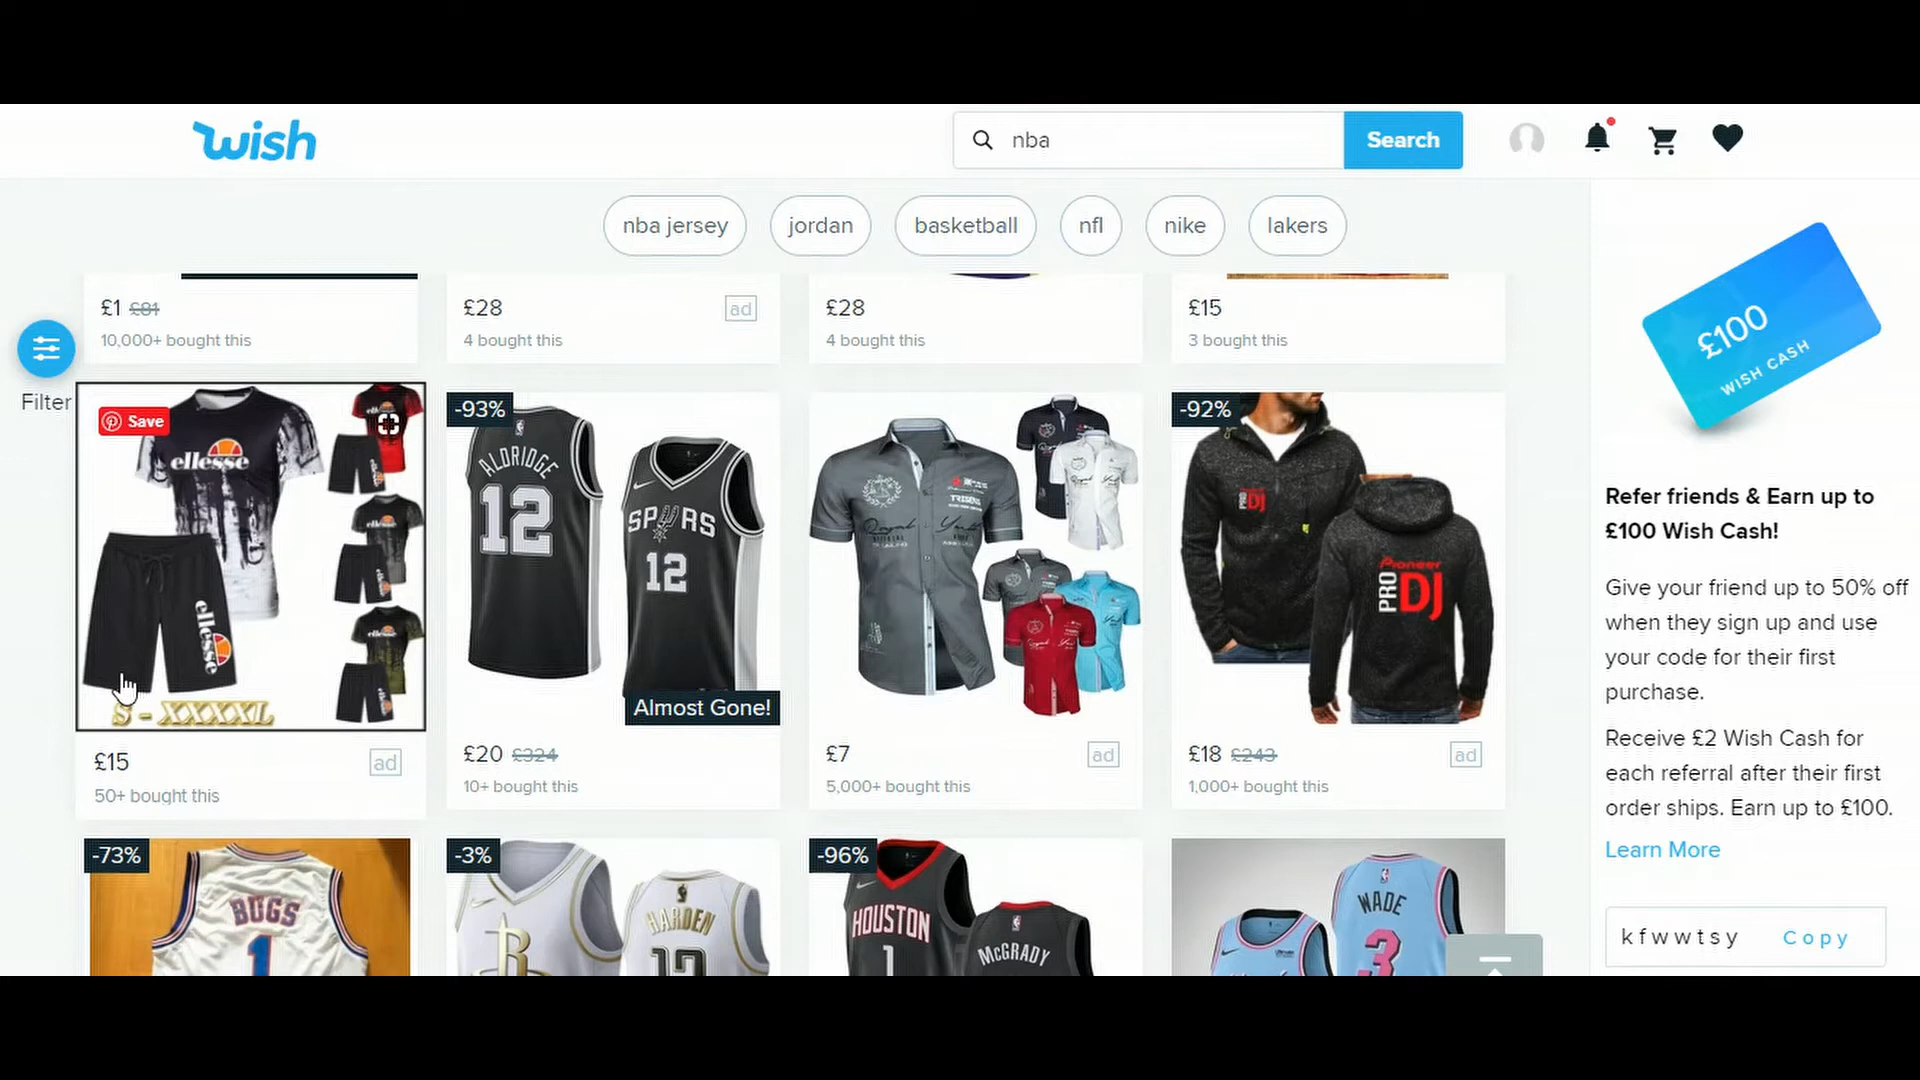 wish
nba
Search
nba jersey
jordan
basketball
nfl
nike
lakers
£1 £81
10,000+ bought this
£28
ad
4 bought this
£28
4 bought this
£15
3 bought this
Filter
Save
ellesse
ellesse
S - XXXXL
£15
ad
50+ bought this
-93%
ALDRIDGE
12
SPURS
12
Almost Gone!
£20 £324
10+ bought this
£7
ad
5,000+ bought this
-92%
PRO DJ
Pioneer
PRO DJ
£18 £243
ad
1,000+ bought this
-73%
BUGS
1
-3%
R
HARDEN
13
-96%
HOUSTON
1
McGRADY
WADE
3
£100
WISH CASH
Refer friends & Earn up to
£100 Wish Cash!
Give your friend up to 50% off
when they sign up and use
your code for their first
purchase.
Receive £2 Wish Cash for
each referral after their first
order ships. Earn up to £100.
Learn More
kfwwtsy
Copy